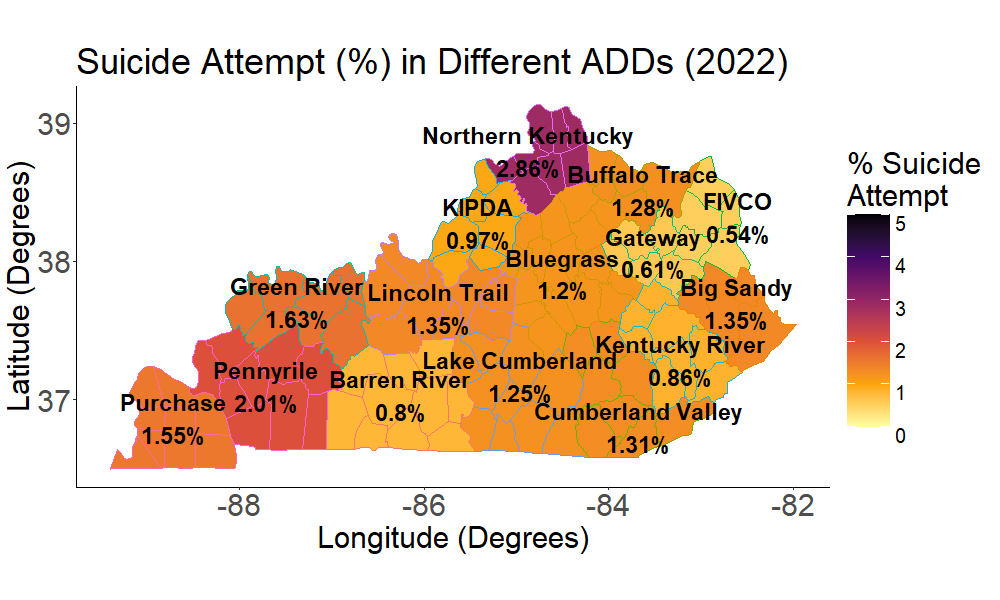 Suicide Attempt (%) in Different ADDs (2022)
Latitude (Degrees)
39
38
37
-88
-86
-84
-82
Longitude (Degrees)
Northern Kentucky
2.86%
Buffalo Trace
1.28%
FIVCO
0.54%
KIPDA
0.97%
Gateway
0.61%
Bluegrass
1.2%
Big Sandy
1.35%
Green River
1.63%
Lincoln Trail
1.35%
Kentucky River
0.86%
Lake Cumberland
1.25%
Pennyrile
2.01%
Barren River
0.8%
Purchase
1.55%
Cumberland Valley
1.31%
% Suicide
Attempt
5
4
3
2
1
0